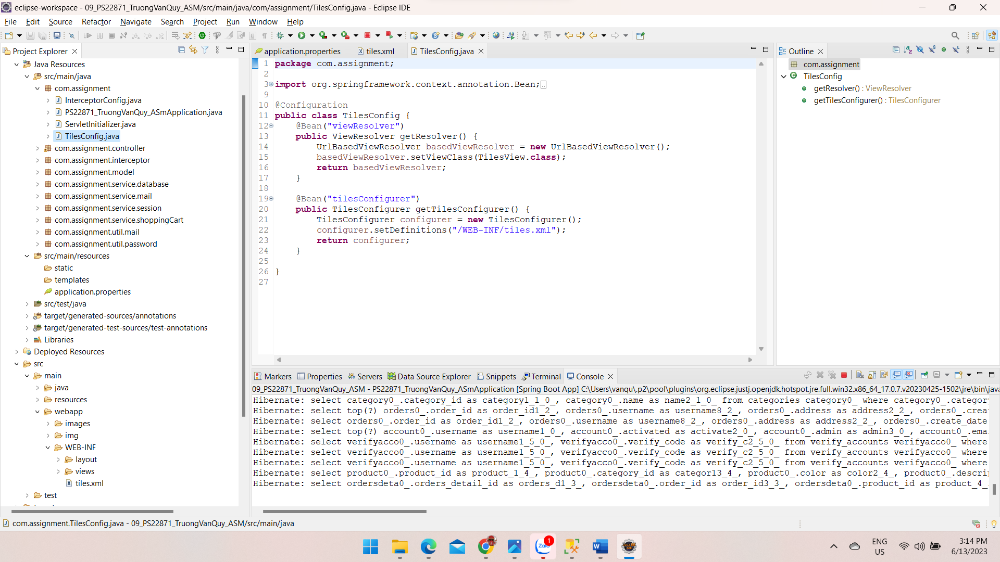 eclipse-workspace - 09_PS22871_TruongVanQuy_ASM/src/main/java/com/assignment/TilesConfig.java - Eclipse IDE
File Edit Source Refactor Navigate Search Project Run Window Help
Project Explorer
Java Resources
src/main/java
com.assignment
InterceptorConfig.java
PS22871_TruongVanQuy_ASmApplication.java
ServletInitializer.java
TilesConfig.java
com.assignment.controller
com.assignment.interceptor
com.assignment.model
com.assignment.service.database
com.assignment.service.mail
com.assignment.service.session
com.assignment.service.shoppingCart
com.assignment.util.mail
com.assignment.util.password
src/main/resources
static
templates
application.properties
src/test/java
target/generated-sources/annotations
target/generated-test-sources/test-annotations
Libraries
Deployed Resources
src
main
java
resources
webapp
images
img
WEB-INF
layout
views
tiles.xml
test
application.properties tiles.xml TilesConfig.java
1 package com.assignment;
2
3 import org.springframework.context.annotation.Bean;
9
10 @Configuration
11 public class TilesConfig {
12 @Bean("viewResolver")
13 public ViewResolver getResolver() {
14 UrlBasedViewResolver basedViewResolver = new UrlBasedViewResolver();
15 basedViewResolver.setViewClass(TilesView.class);
16 return basedViewResolver;
17 }
18
19 @Bean("tilesConfigurer")
20 public TilesConfigurer getTilesConfigurer() {
21 TilesConfigurer configurer = new TilesConfigurer();
22 configurer.setDefinitions("/WEB-INF/tiles.xml");
23 return configurer;
24 }
25
26 }
27
Outline
com.assignment
TilesConfig
getResolver() : ViewResolver
getTilesConfigurer() : TilesConfigurer
Markers Properties Servers Data Source Explorer Snippets Terminal Console
09_PS22871_TruongVanQuy_ASM - PS22871_TruongVanQuy_ASmApplication [Spring Boot App] C:\Users\vanqu\.p2\pool\plugins\org.eclipse.justj.openjdk.hotspot.jre.full.win32.x86_64_17.0.7.v20230425-1502\jre\bin\java
Hibernate: select category0_.category_id as category1_1_0_, category0_.name as name2_1_0_ from categories category0_ where category0_.categor
Hibernate: select top(?) orders0_.order_id as order_id1_2_, orders0_.username as username8_2_, orders0_.address as address2_2_, orders0_.crea
Hibernate: select orders0_.order_id as order_id1_2_, orders0_.username as username8_2_, orders0_.address as address2_2_, orders0_.create_date
Hibernate: select top(?) account0_.username as username1_0_, account0_.activated as activate2_0_, account0_.admin as admin3_0_, account0_.ema
Hibernate: select verifyacco0_.username as username1_5_0_, verifyacco0_.verify_code as verify_c2_5_0_ from verify_accounts verifyacco0_ where
Hibernate: select verifyacco0_.username as username1_5_0_, verifyacco0_.verify_code as verify_c2_5_0_ from verify_accounts verifyacco0_ where
Hibernate: select verifyacco0_.username as username1_5_0_, verifyacco0_.verify_code as verify_c2_5_0_ from verify_accounts verifyacco0_ where
Hibernate: select product0_.product_id as product_1_4_, product0_.category_id as categor13_4_, product0_.color as color2_4_, product0_.descri
Hibernate: select ordersdeta0_.orders_detail_id as orders_d1_3_, ordersdeta0_.order_id as order_id3_3_, ordersdeta0_.product_id as product_4_
com.assignment.TilesConfig.java - 09_PS22871_TruongVanQuy_ASM/src/main/java
Zalo
1
W
ENG
US
3:14 PM
6/13/2023